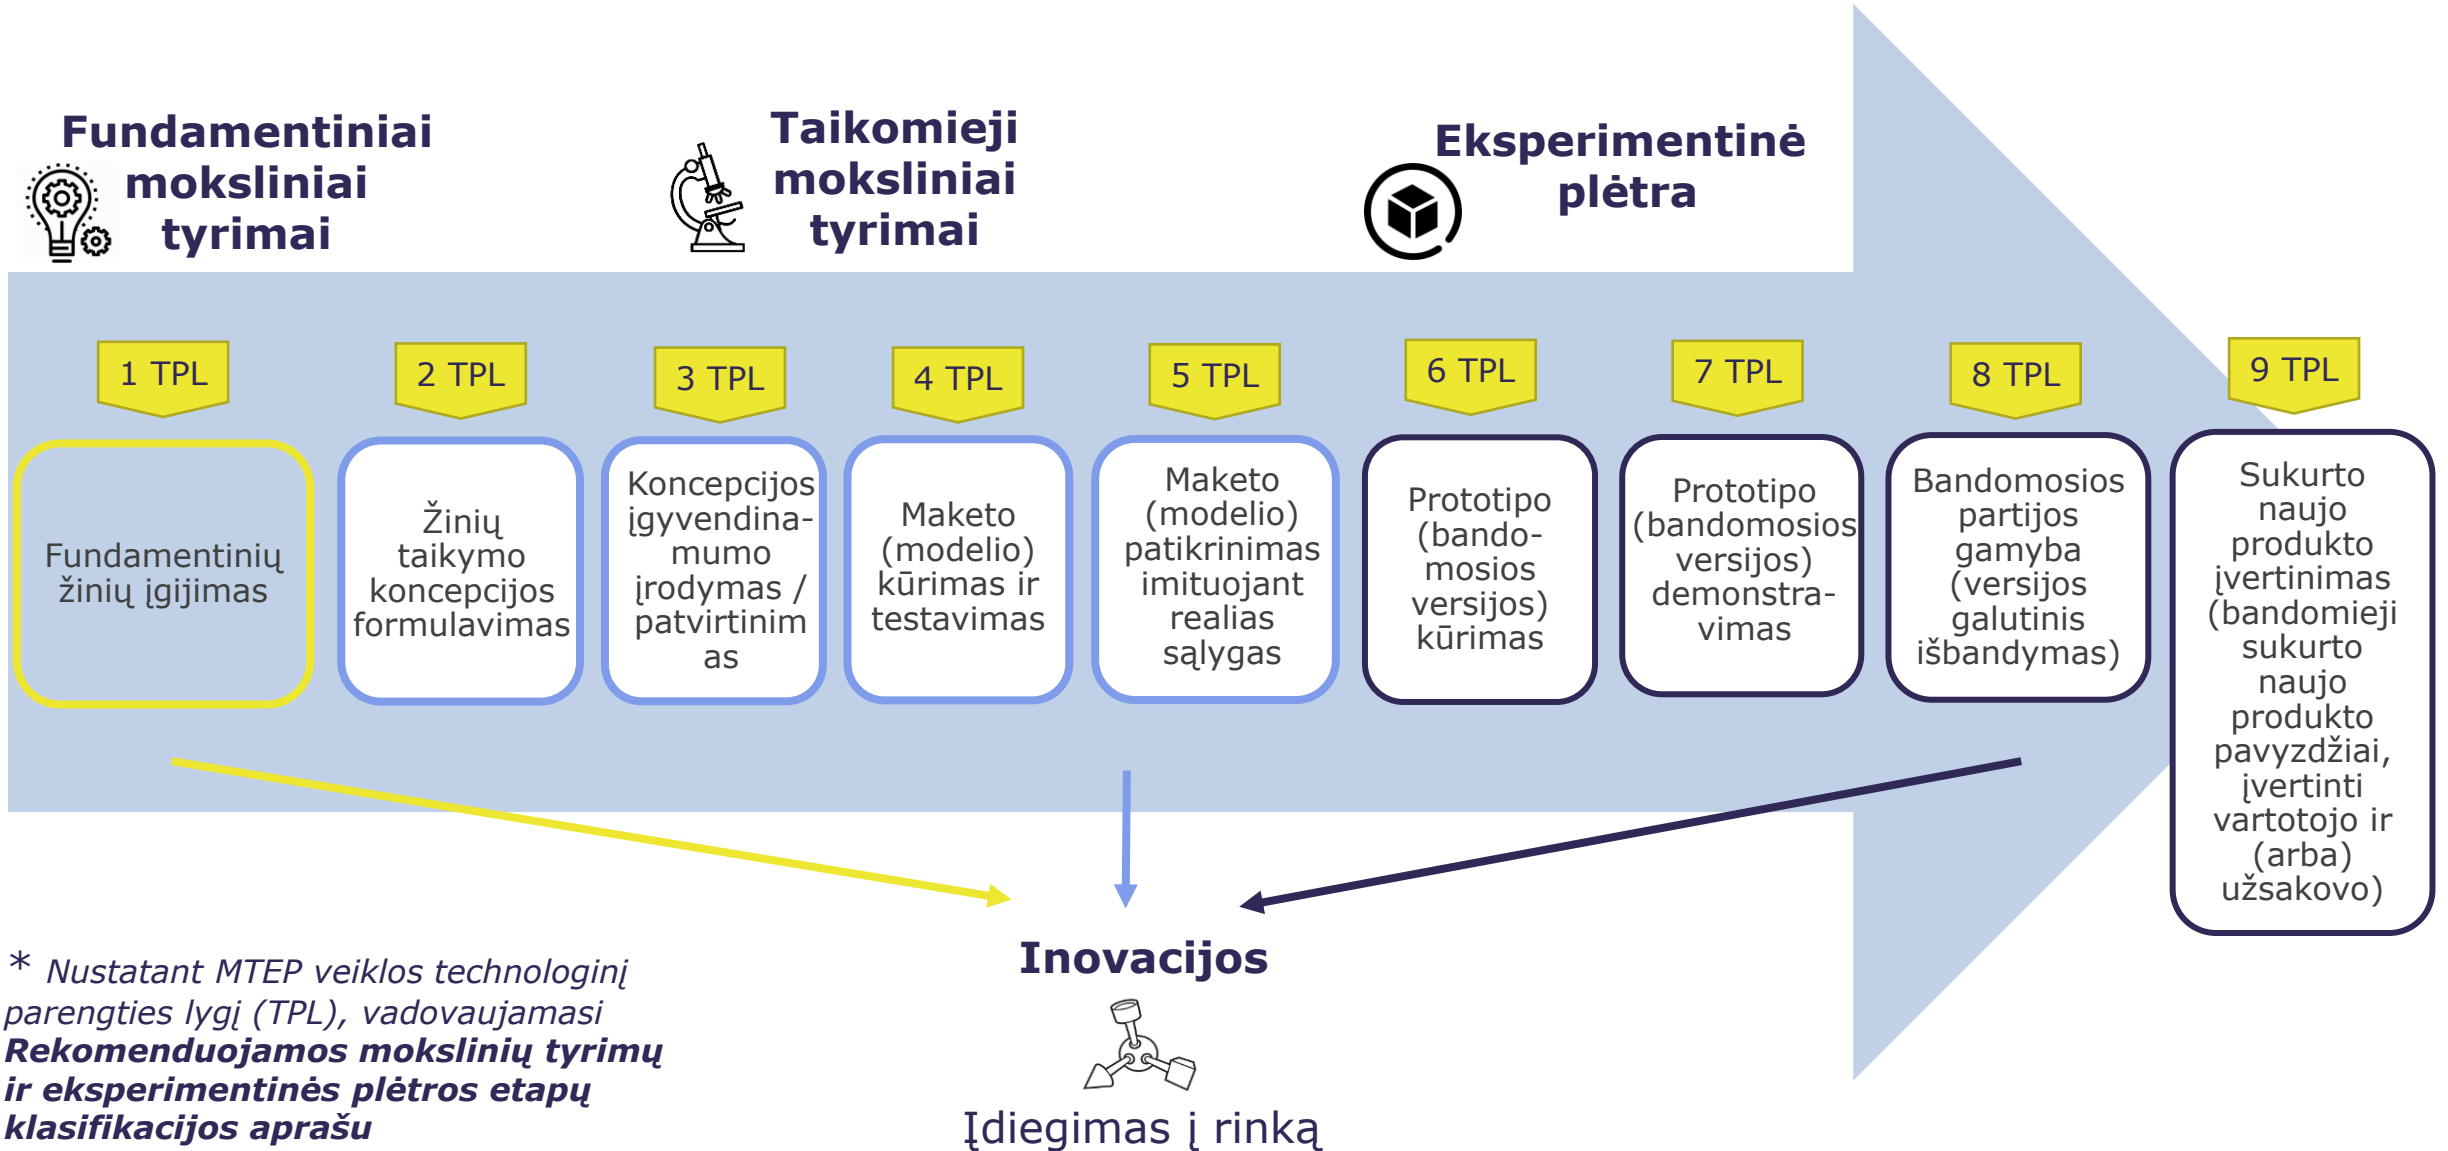 Fundamentiniai
moksliniai
tyrimai
Taikomieji
moksliniai
tyrimai
Eksperimentinė
plėtra
1 TPL
2 TPL
3 TPL
4 TPL
5 TPL
6 TPL
7 TPL
8 TPL
9 TPL
Fundamentinių
žinių įgijimas
Žinių
taikymo
koncepcijos
formulavimas
Koncepcijos
įgyvendina-
mumo
įrodymas /
patvirtinim
as
Maketo
(modelio)
kūrimas ir
testavimas
Maketo
(modelio)
patikrinimas
imituojant
realias
sąlygas
Prototipo
(bando-
mosios
versijos)
kūrimas
Prototipo
(bandomosios
versijos)
demonstra-
vimas
Bandomosios
partijos
gamyba
(versijos
galutinis
išbandymas)
Sukurto
naujo
produkto
įvertinimas
(bandomieji
sukurto
naujo
produkto
pavyzdžiai,
įvertinti
vartotojo ir
(arba)
užsakovo)
Inovacijos
Įdiegimas į rinką
* Nustatant MTEP veiklos technologinį
parengties lygį (TPL), vadovaujamasi
Rekomenduojamos mokslinių tyrimų
ir eksperimentinės plėtros etapų
klasifikacijos aprašu